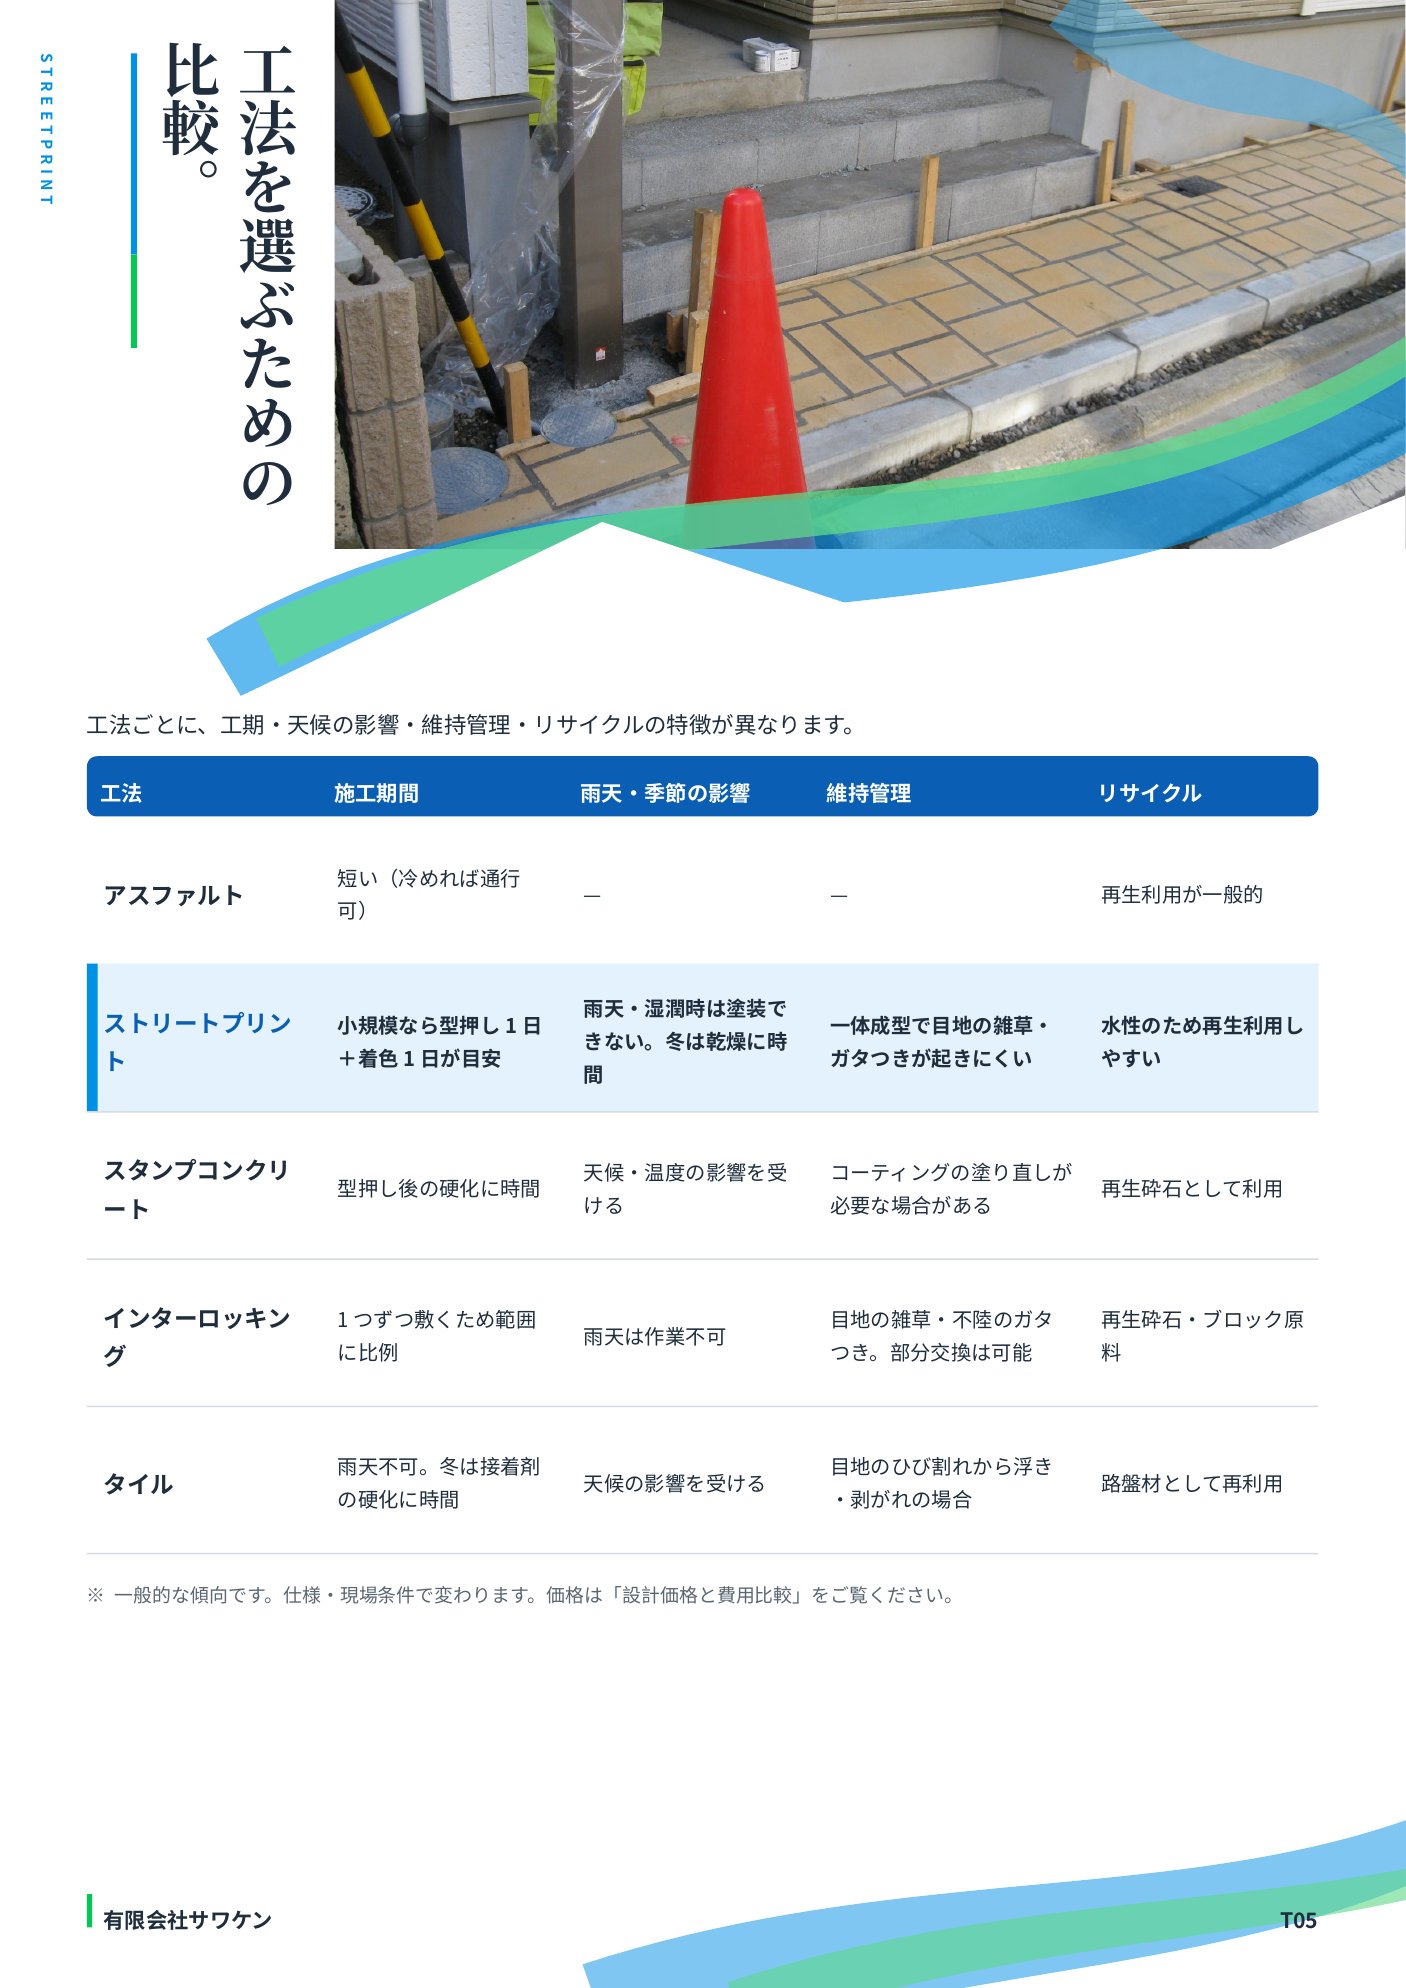 STREETPRINT
工法を選ぶための
比較。
工法ごとに、工期・天候の影響・維持管理・リサイクルの特徴が異なります。
工法 施工期間 雨天・季節の影響 維持管理 リサイクル
アスファルト
短い（冷めれば通行
可）
—
—
再生利用が一般的
ストリートプリン
ト
小規模なら型押し1日
＋着色1日が目安
雨天・湿潤時は塗装で
きない。冬は乾燥に時
間
一体成型で目地の雑草・
ガタつきが起きにくい
水性のため再生利用し
やすい
スタンプコンクリ
ート
型押し後の硬化に時間
天候・温度の影響を受
ける
コーティングの塗り直しが
必要な場合がある
再生砕石として利用
インターロッキン
グ
1つずつ敷くため範囲
に比例
雨天は作業不可
目地の雑草・不陸のガタ
つき。部分交換は可能
再生砕石・ブロック原
料
タイル
雨天不可。冬は接着剤
の硬化に時間
天候の影響を受ける
目地のひび割れから浮き
・剥がれの場合
路盤材として再利用
※ 一般的な傾向です。仕様・現場条件で変わります。価格は「設計価格と費用比較」をご覧ください。
有限会社サワケン
T05